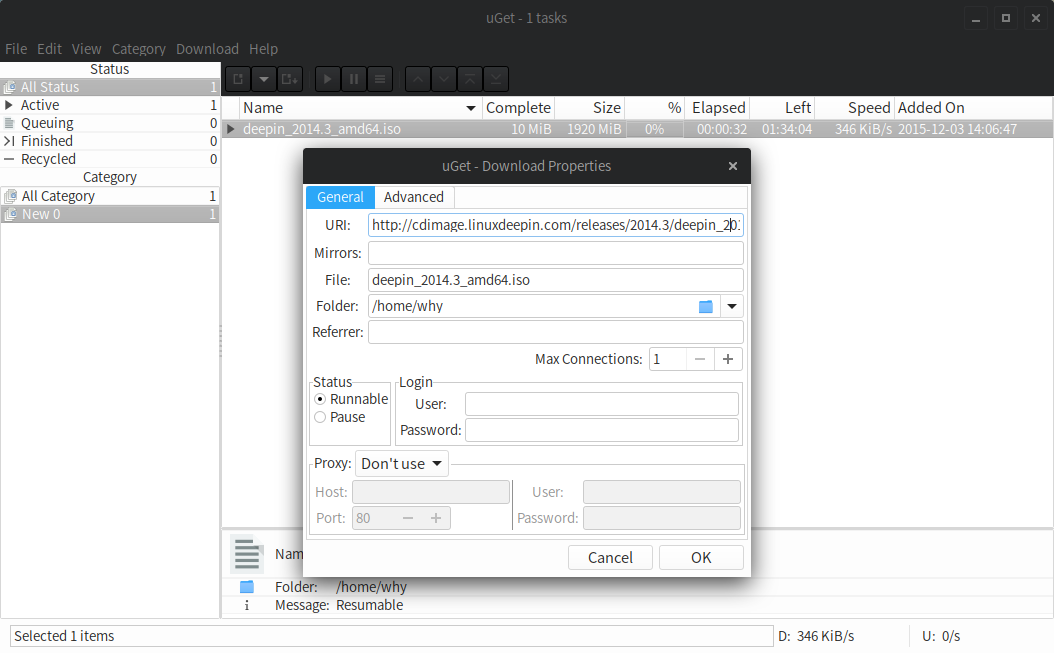 uGet - 1 tasks
File Edit View Category Download Help
Status
All Status 1
Active 1
Queuing 0
Finished 0
Recycled 0
Category
All Category 1
New 0 1
Name Complete Size % Elapsed Left Speed Added On
deepin_2014.3_amd64.iso 10 MiB 1920 MiB 0% 00:00:32 01:34:04 346 KiB/s 2015-12-03 14:06:47
uGet - Download Properties
General Advanced
URI: http://cdimage.linuxdeepin.com/releases/2014.3/deepin_201
Mirrors:
File: deepin_2014.3_amd64.iso
Folder: /home/why
Referrer:
Max Connections: 1
Status
Runnable
Pause
Login
User:
Password:
Proxy: Don't use
Host:
Port: 80
User:
Password:
Cancel OK
Nam
Folder: /home/why
Message: Resumable
Selected 1 items
D: 346 KiB/s
U: 0/s